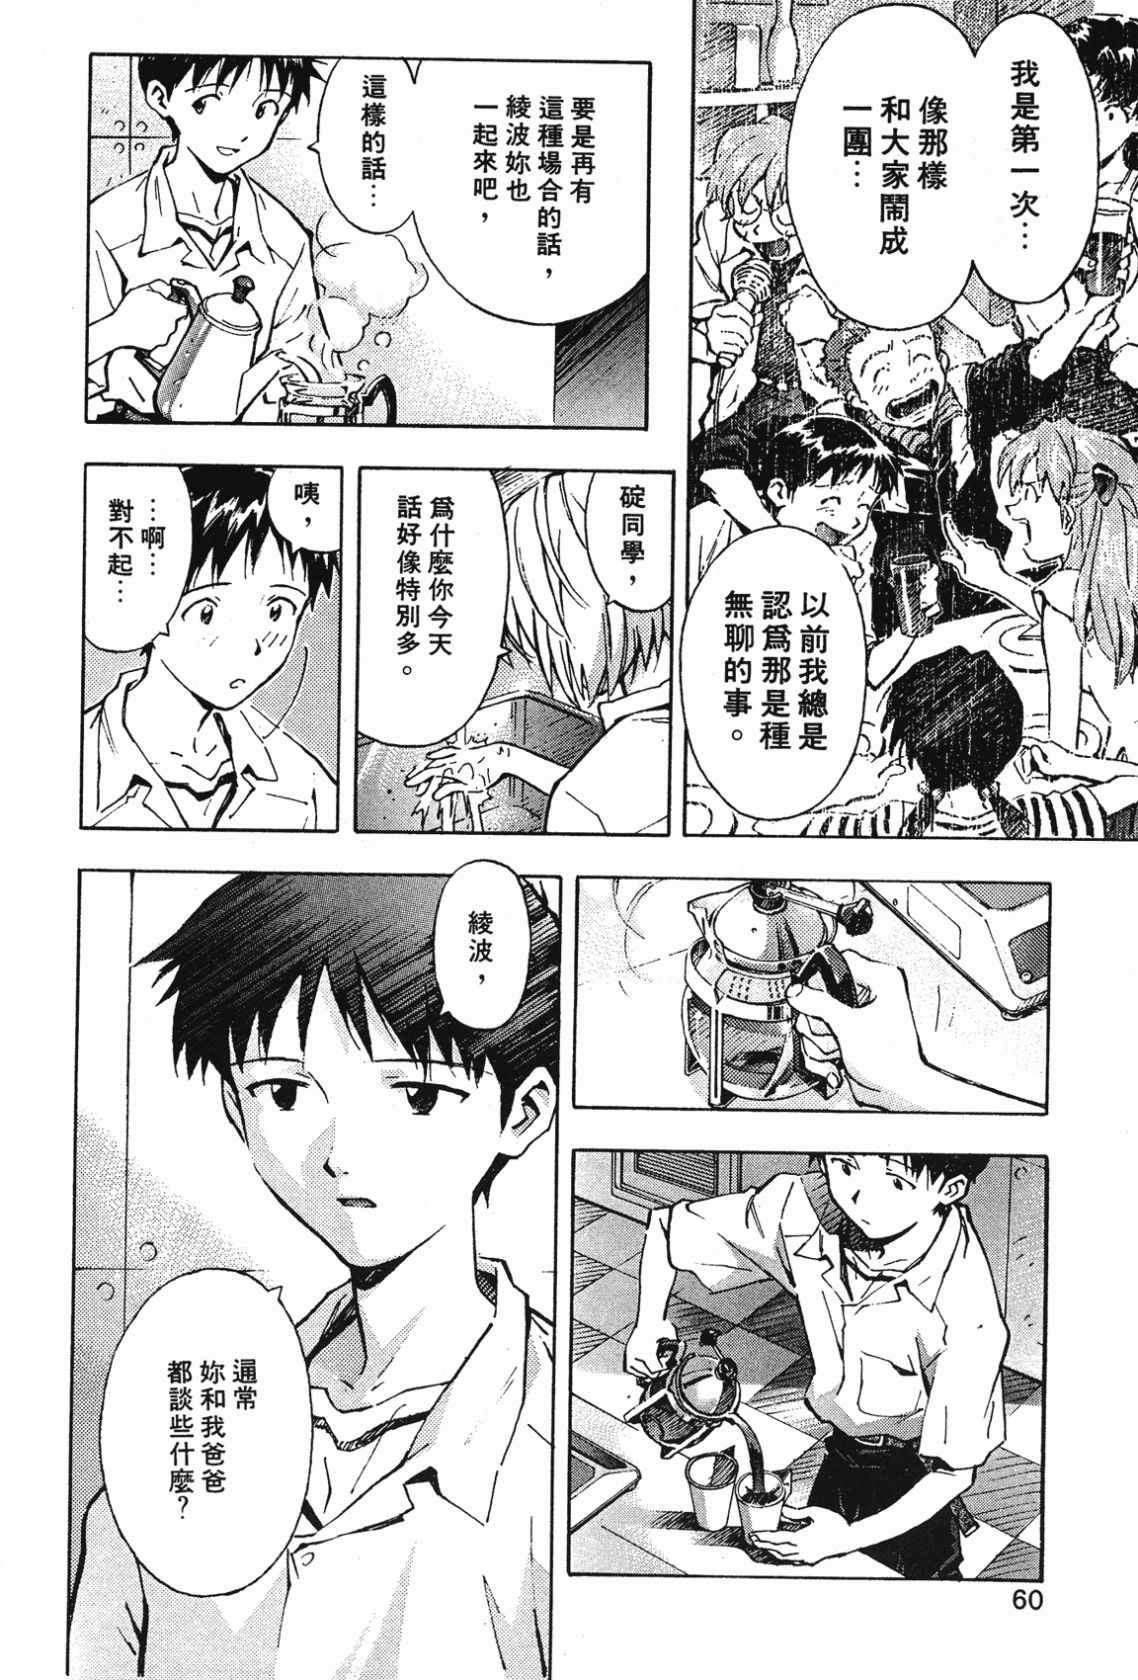 我是第一次…
像那樣
和大家鬧成
一團…
以前我總是
認爲那是種
無聊的事。
要是再有
這種場合的話，
綾波妳也
一起來吧，
這樣的話…
碇同學，
爲什麼你今天
話好像特別多。
咦，
…啊…
對不起…
綾波，
通常
妳和我爸爸
都談些什麼？
60